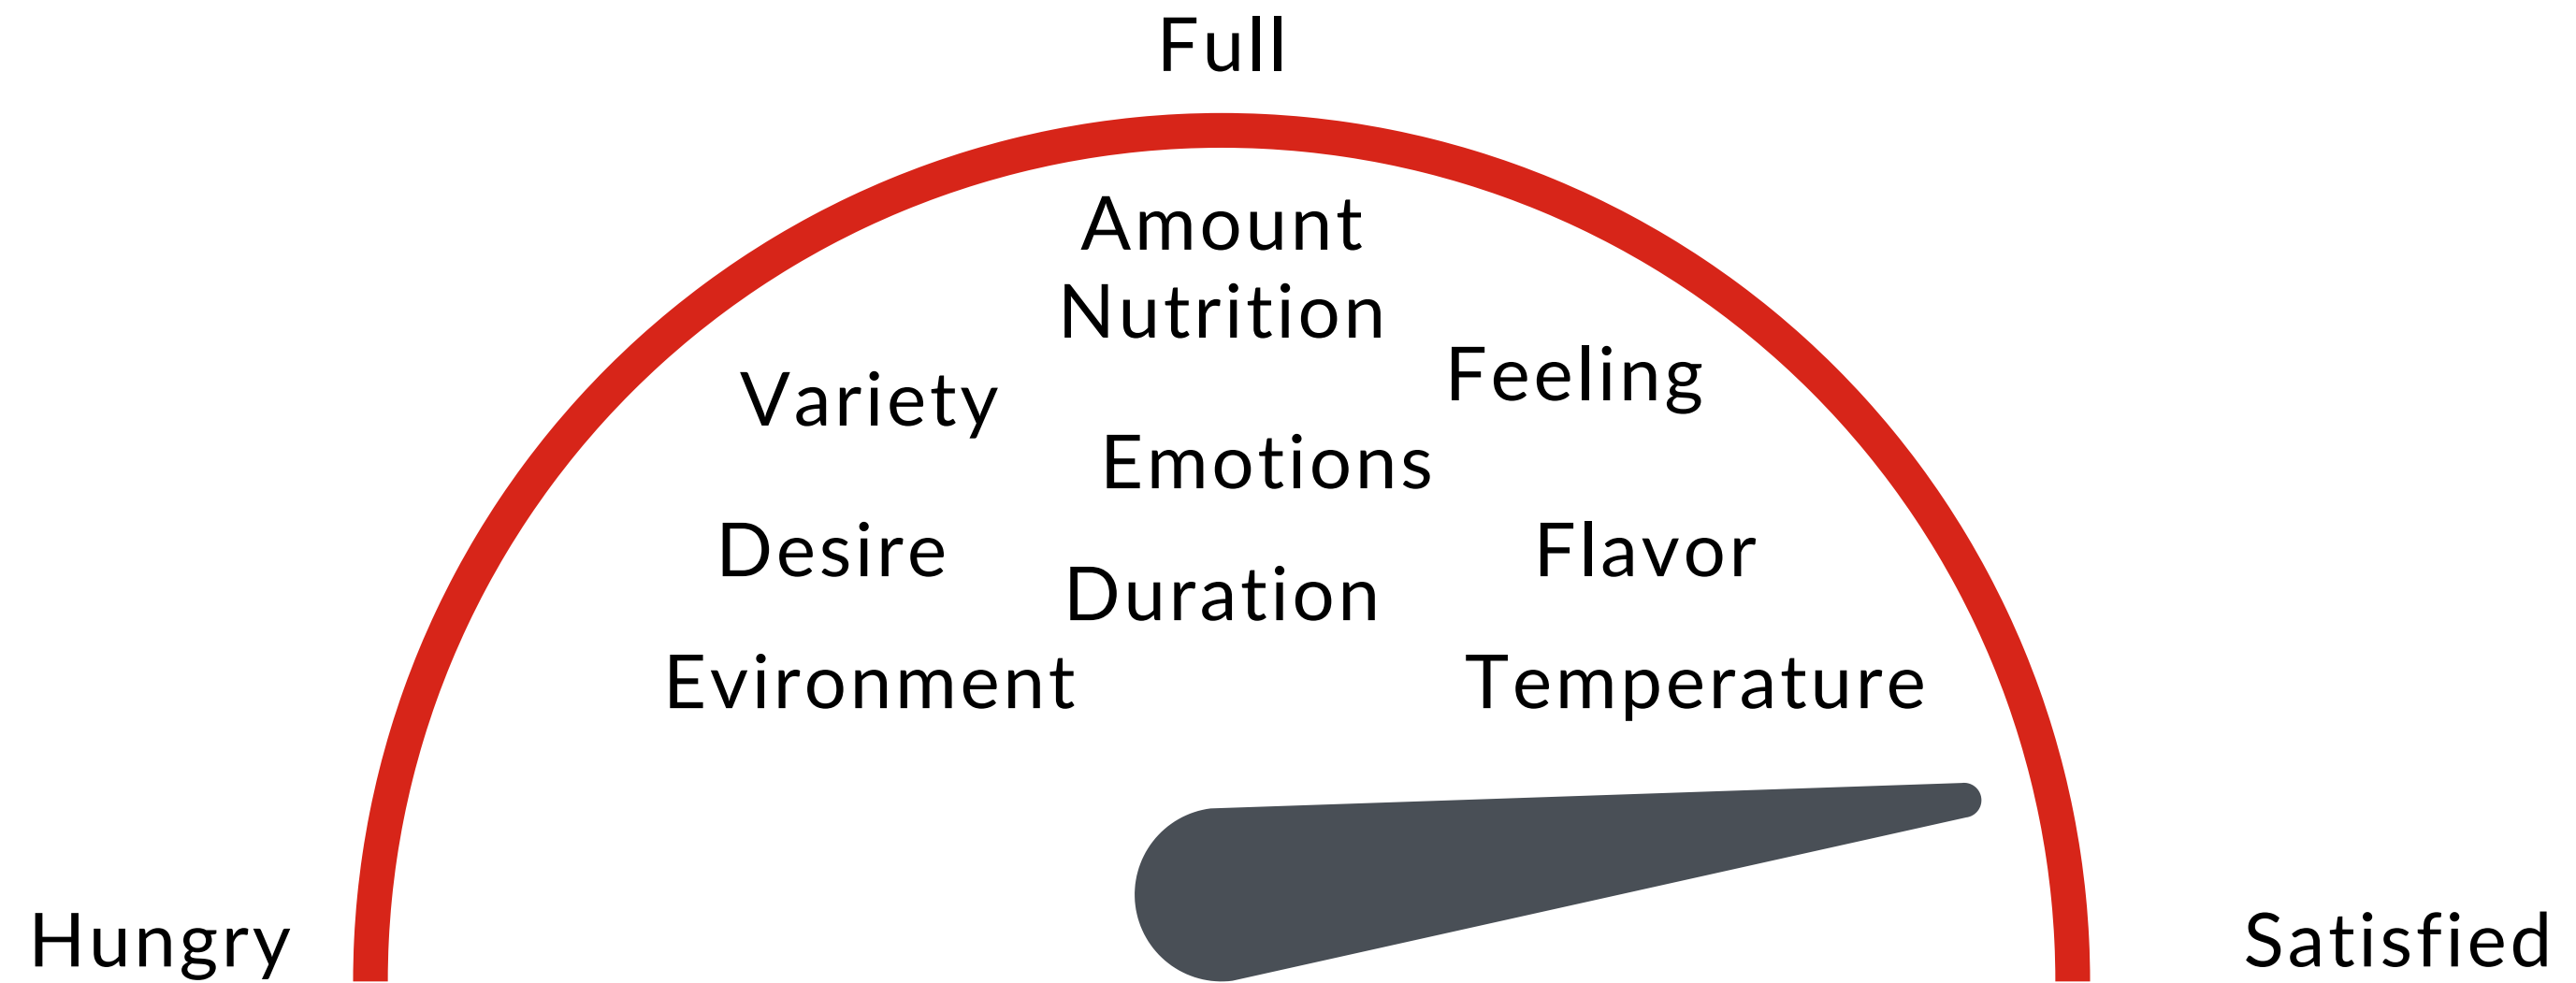 Full
Amount
Nutrition
Feeling
Variety
Emotions
Desire
Flavor
Duration
Evironment
Temperature
Hungry
Satisfied